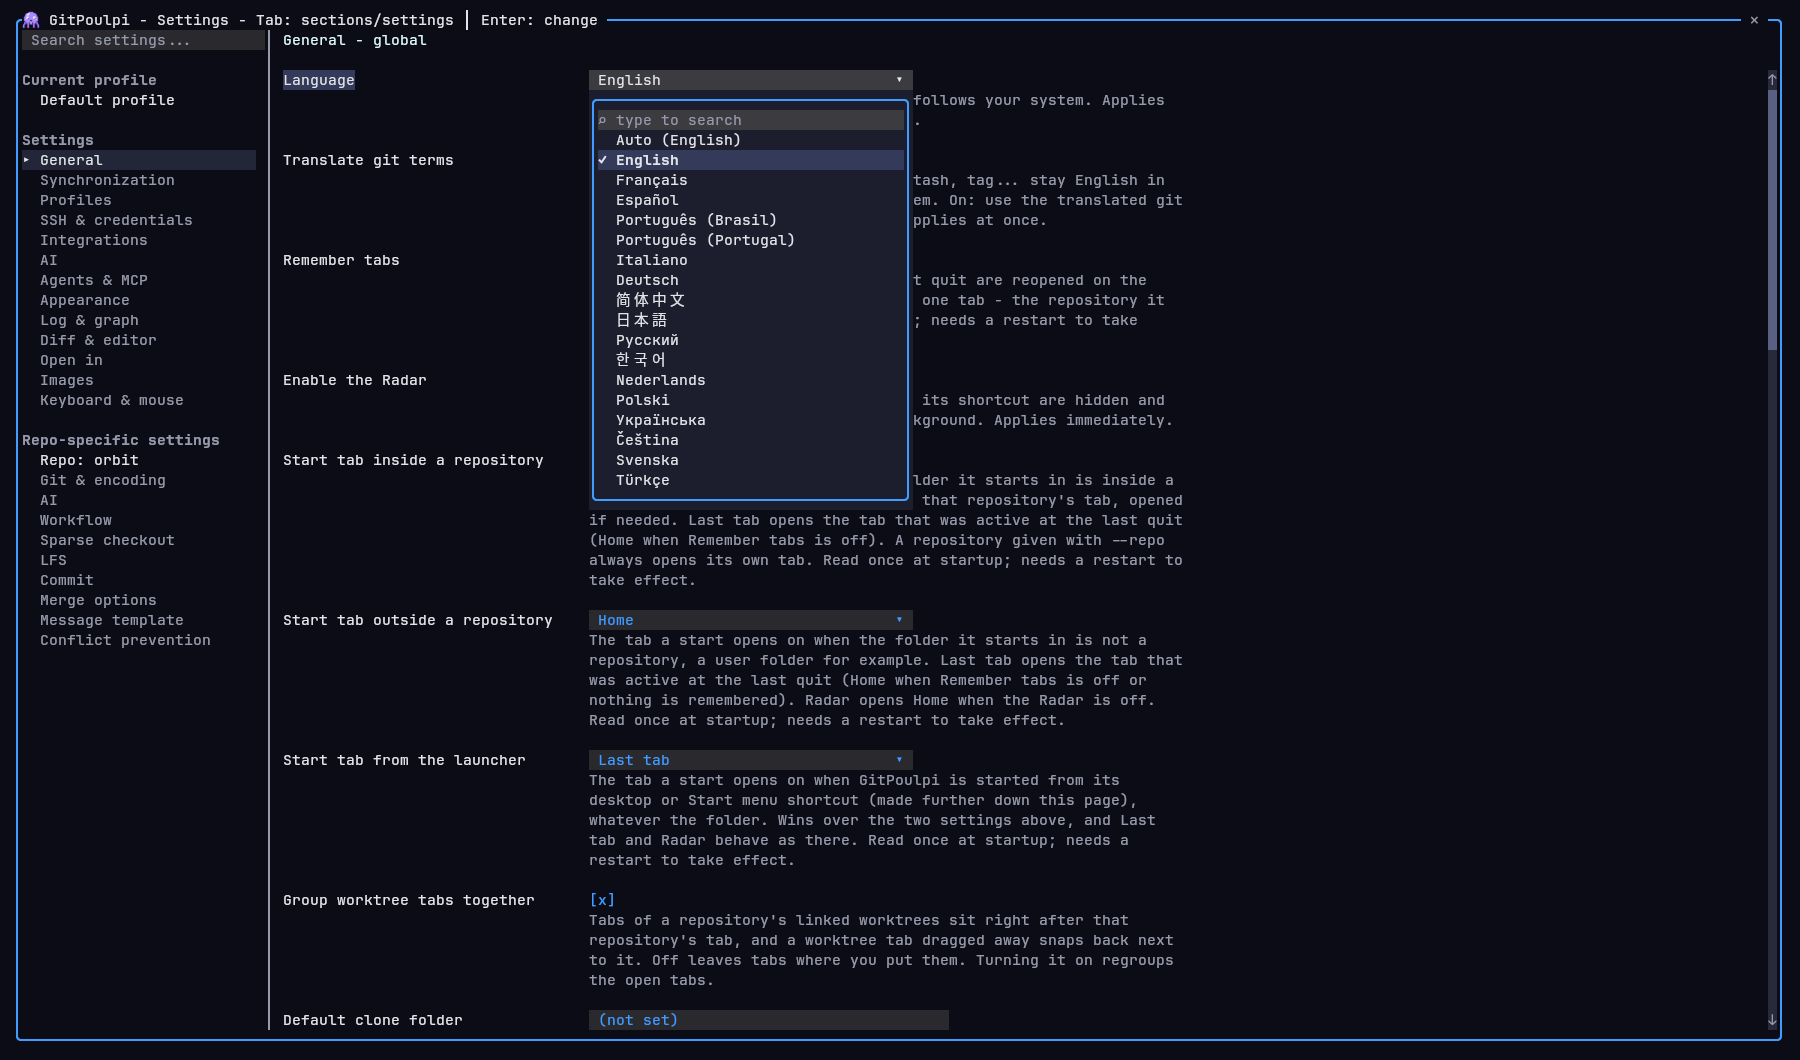 GitPoulpi - Settings - Tab: sections/settings │ Enter: change
×
Search settings...
Current profile
Default profile
Settings
▸ General
Synchronization
Profiles
SSH & credentials
Integrations
AI
Agents & MCP
Appearance
Log & graph
Diff & editor
Open in
Images
Keyboard & mouse
Repo-specific settings
Repo: orbit
Git & encoding
AI
Workflow
Sparse checkout
LFS
Commit
Merge options
Message template
Conflict prevention
General - global
Language
English ▾
follows your system. Applies
.
type to search
Auto (English)
✓ English
Français
Español
Português (Brasil)
Português (Portugal)
Italiano
Deutsch
简体中文
日本語
Русский
한국어
Nederlands
Polski
Українська
Čeština
Svenska
Türkçe
Translate git terms
tash, tag... stay English in
em. On: use the translated git
pplies at once.
Remember tabs
t quit are reopened on the
one tab - the repository it
; needs a restart to take
Enable the Radar
its shortcut are hidden and
kground. Applies immediately.
Start tab inside a repository
lder it starts in is inside a
that repository's tab, opened
if needed. Last tab opens the tab that was active at the last quit
(Home when Remember tabs is off). A repository given with --repo
always opens its own tab. Read once at startup; needs a restart to
take effect.
Start tab outside a repository
Home ▾
The tab a start opens on when the folder it starts in is not a
repository, a user folder for example. Last tab opens the tab that
was active at the last quit (Home when Remember tabs is off or
nothing is remembered). Radar opens Home when the Radar is off.
Read once at startup; needs a restart to take effect.
Start tab from the launcher
Last tab ▾
The tab a start opens on when GitPoulpi is started from its
desktop or Start menu shortcut (made further down this page),
whatever the folder. Wins over the two settings above, and Last
tab and Radar behave as there. Read once at startup; needs a
restart to take effect.
Group worktree tabs together
[x]
Tabs of a repository's linked worktrees sit right after that
repository's tab, and a worktree tab dragged away snaps back next
to it. Off leaves tabs where you put them. Turning it on regroups
the open tabs.
Default clone folder
(not set)